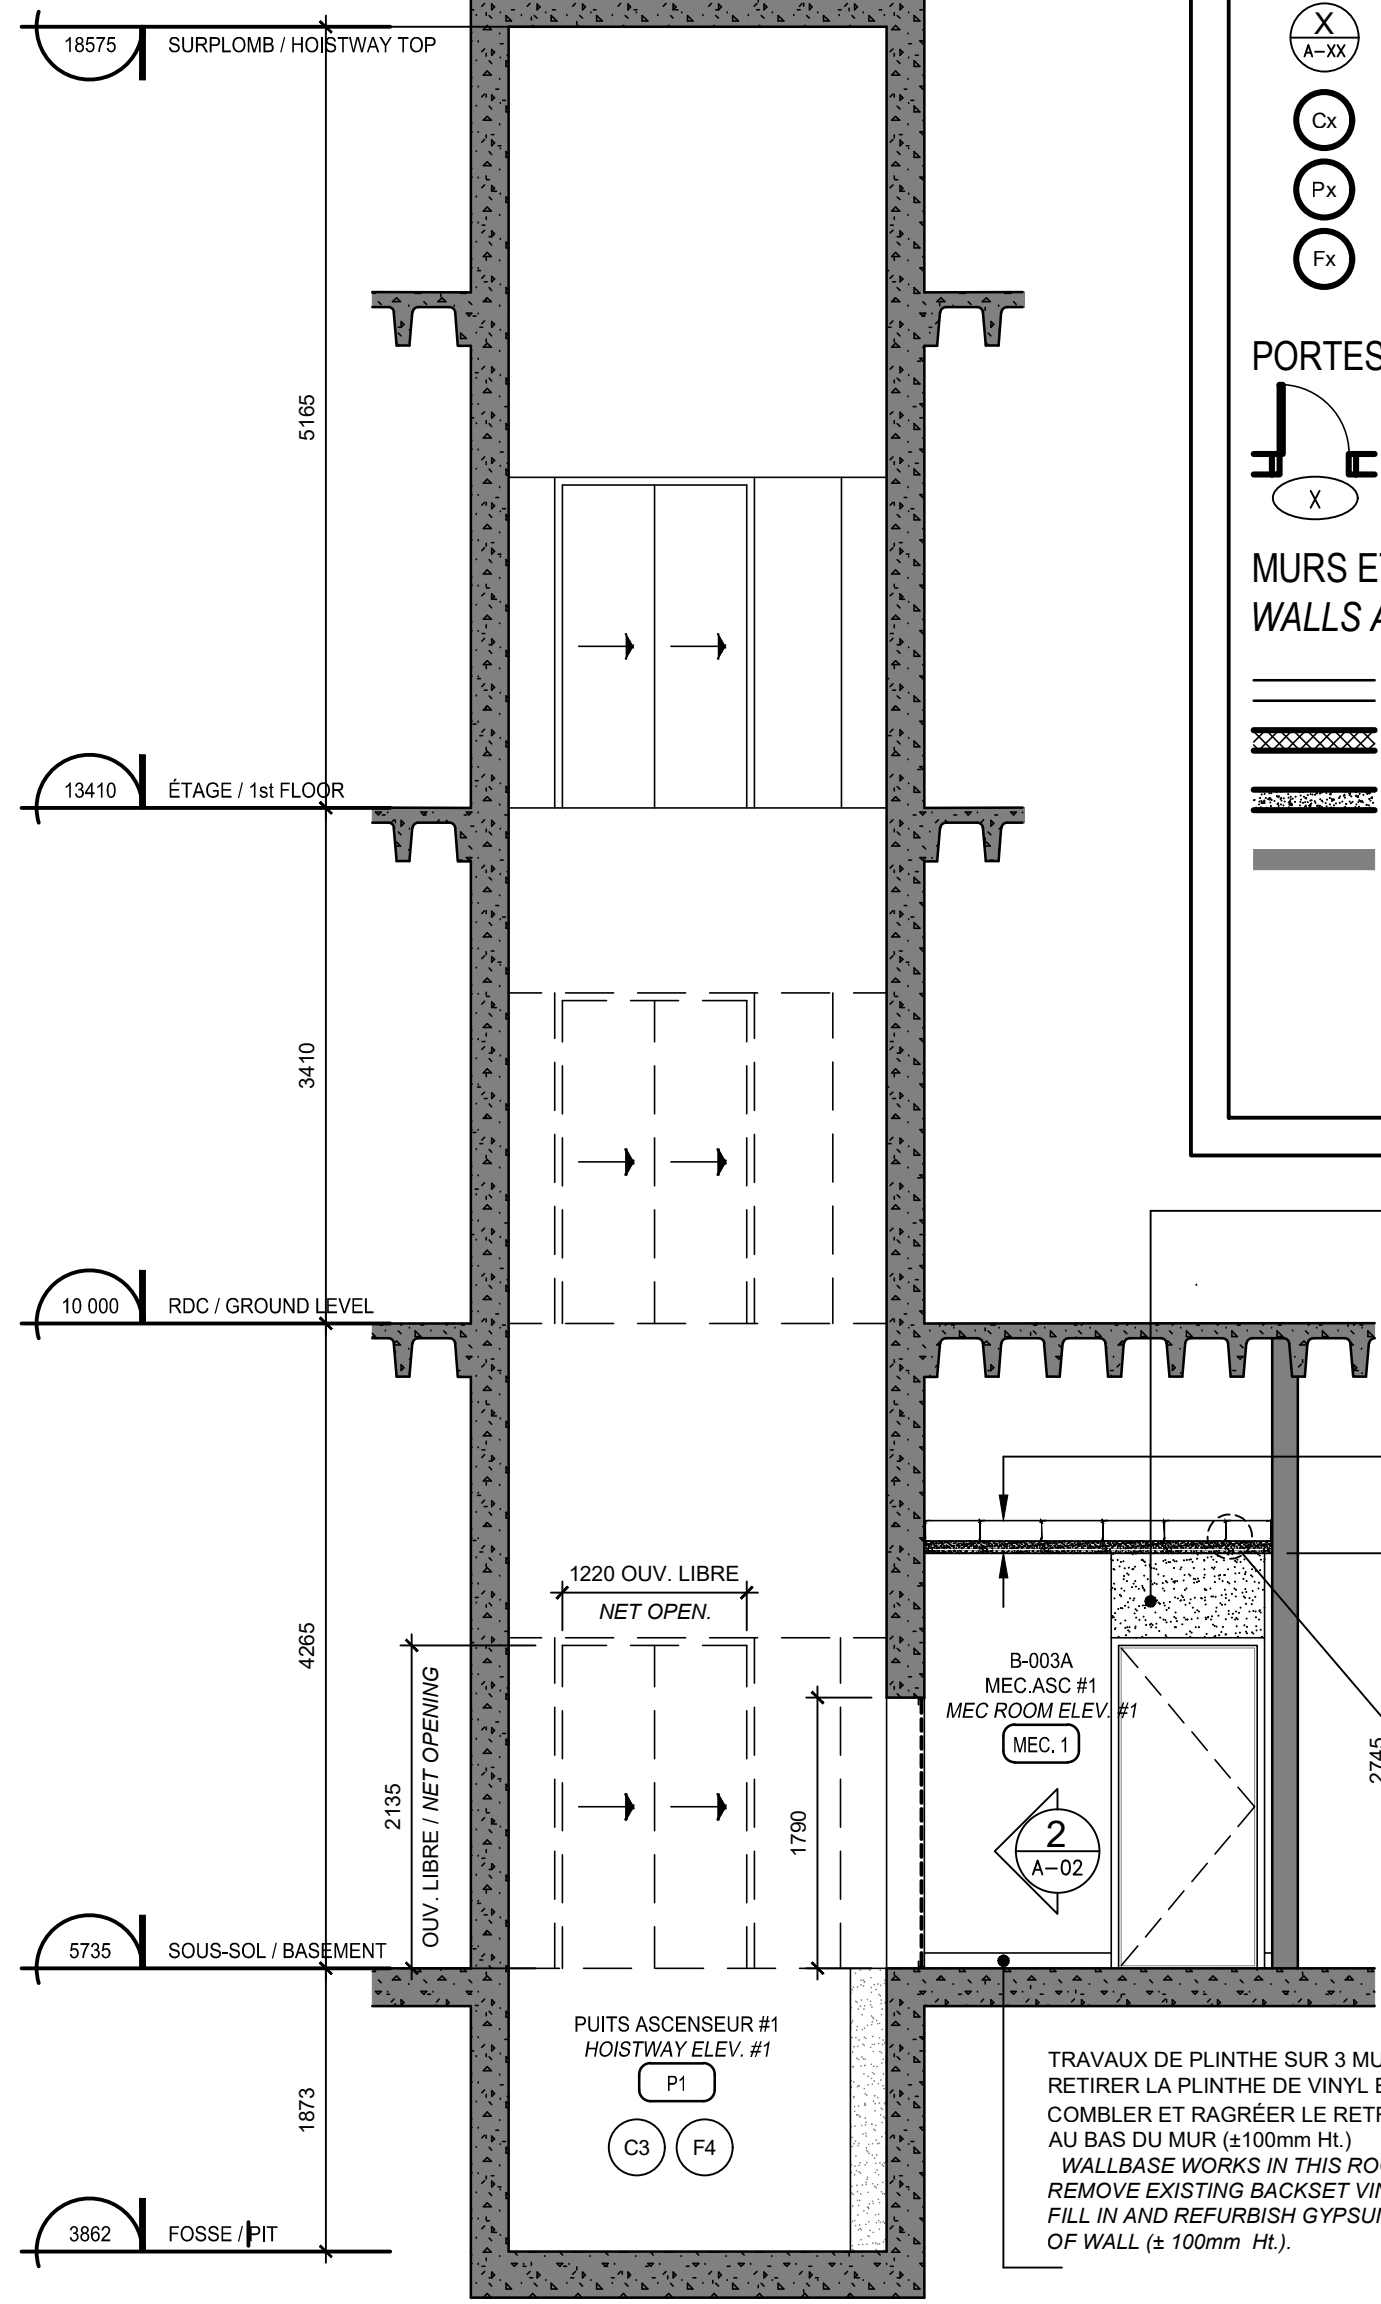 18575
SURPLOMB / HOISTWAY TOP
X
A-XX
Cx
Px
Fx
PORTES
X
MURS ET
WALLS A
5165
13410
ÉTAGE / 1st FLOOR
3410
10 000
RDC / GROUND LEVEL
4265
1220 OUV. LIBRE
NET OPEN.
2135
OUV. LIBRE / NET OPENING
1790
B-003A
MEC.ASC #1
MEC ROOM ELEV. #1
MEC. 1
2
A-02
2745
5735
SOUS-SOL / BASEMENT
PUITS ASCENSEUR #1
HOISTWAY ELEV. #1
P1
C3
F4
1873
3862
FOSSE / PIT
TRAVAUX DE PLINTHE SUR 3 MU
RETIRER LA PLINTHE DE VINYL E
COMBLER ET RAGRÉER LE RETR
AU BAS DU MUR (±100mm Ht.)
WALLBASE WORKS IN THIS ROO
REMOVE EXISTING BACKSET VIN
FILL IN AND REFURBISH GYPSUM
OF WALL (± 100mm Ht.).